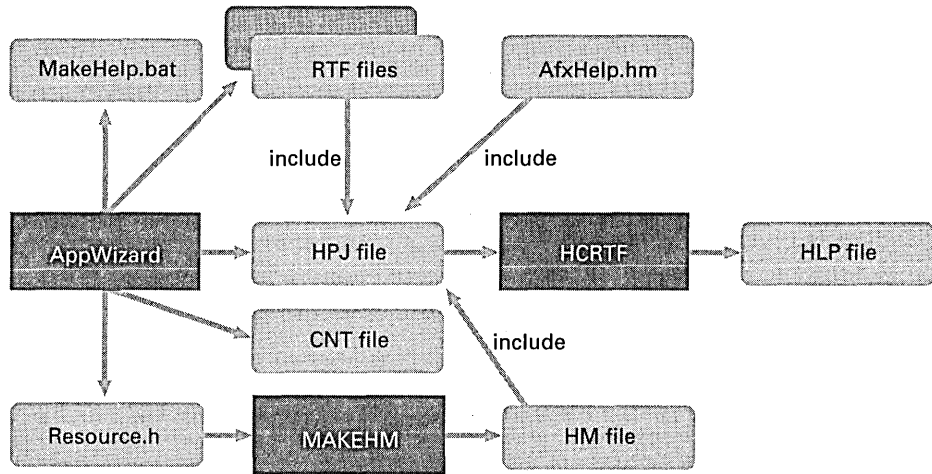 MakeHelp.bat
RTF files
AfxHelp.hm
include
include
AppWizard
HPJ file
HCRTF
HLP file
CNT file
include
Resource.h
MAKEHM
HM file